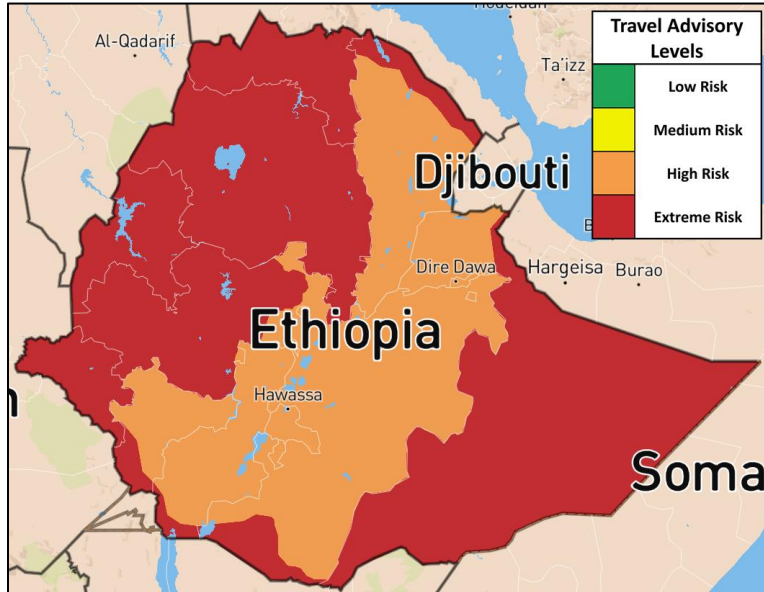 Hodeidah
Al-Qadarif
Ta'izz
Travel Advisory
Levels
Low Risk
Medium Risk
High Risk
Extreme Risk
Djibouti
Dire Dawa
Hargeisa
Burao
Ethiopia
Hawassa
Soma